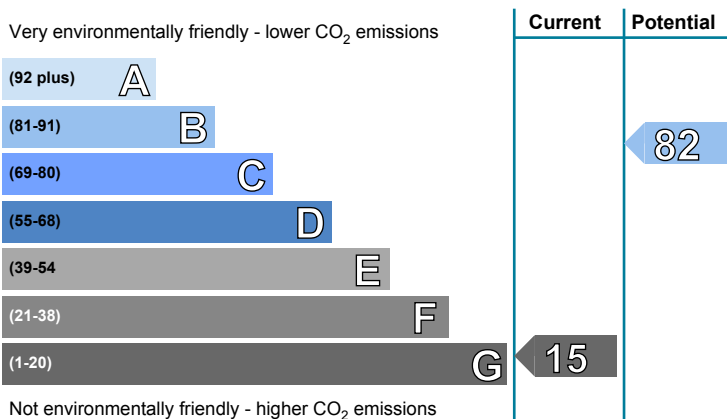 Current Potential
Very environmentally friendly - lower CO₂ emissions
(92 plus) A
(81-91) B
82
(69-80) C
(55-68) D
(39-54 E
(21-38) F
(1-20) G 15
Not environmentally friendly - higher CO₂ emissions